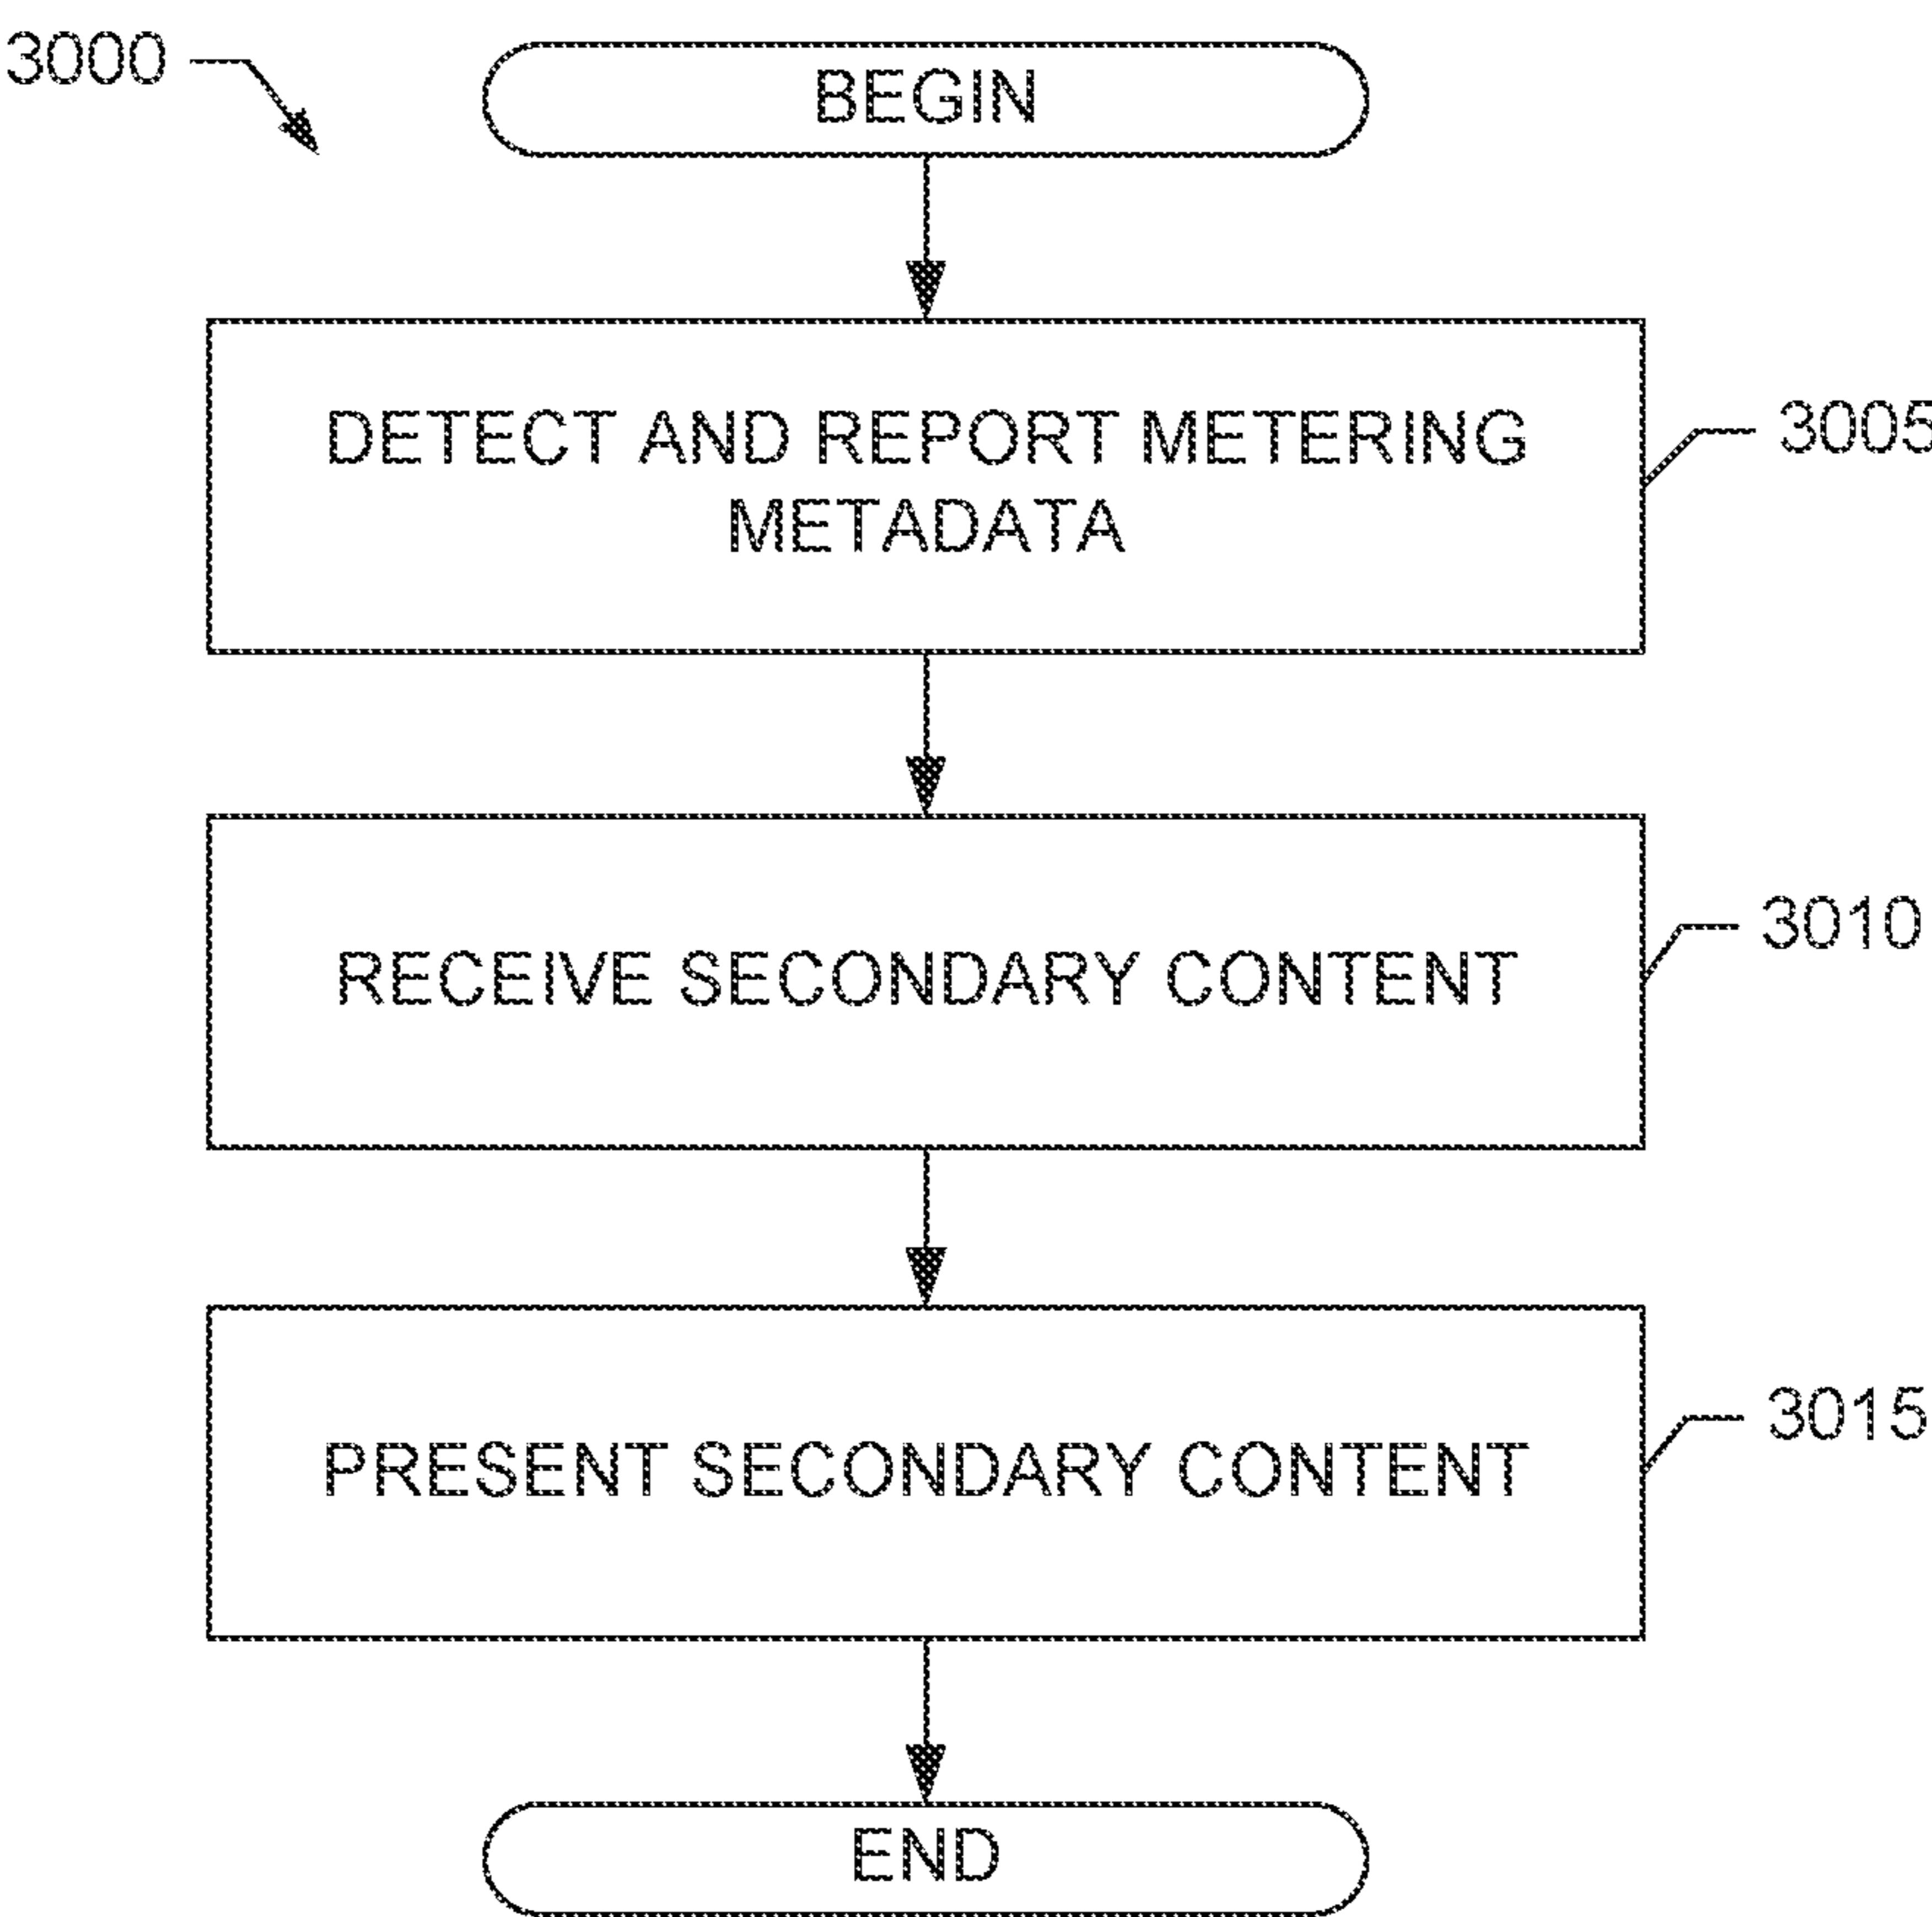 3000
BEGIN
DETECT AND REPORT METERING
METADATA
3005
RECEIVE SECONDARY CONTENT
3010
PRESENT SECONDARY CONTENT
3015
END